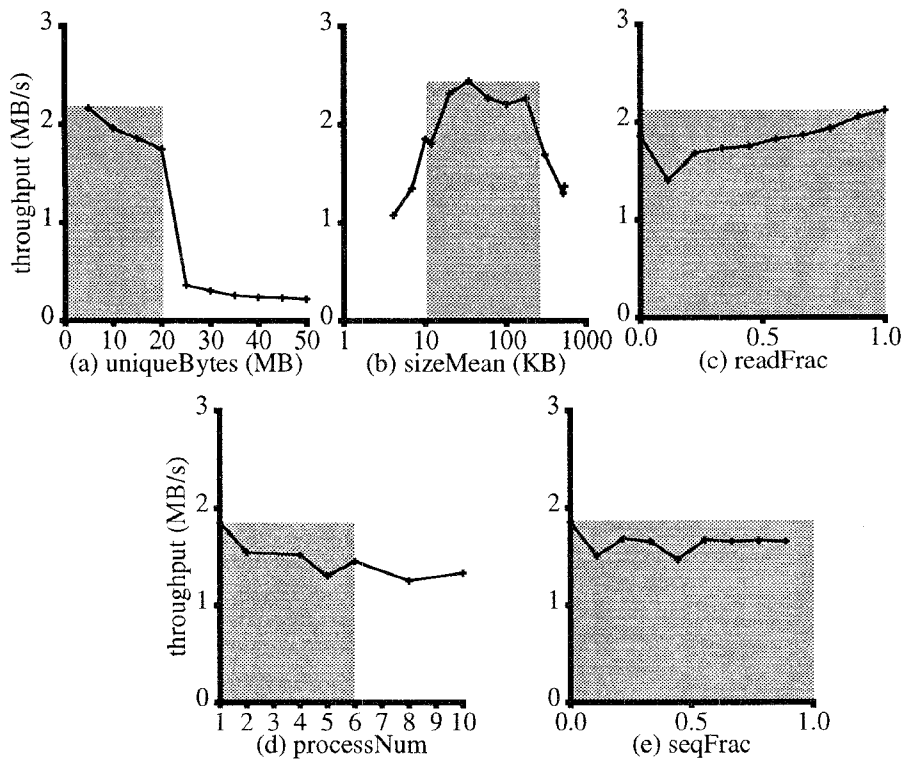 3
2
1
0
throughput (MB/s)
0 10 20 30 40 50
(a) uniqueBytes (MB)
3
2
1
0
1 10 100 1000
(b) sizeMean (KB)
3
2
1
0
0.0 0.5 1.0
(c) readFrac
3
2
1
0
throughput (MB/s)
1 2 3 4 5 6 7 8 9 10
(d) processNum
3
2
1
0
0.0 0.5 1.0
(e) seqFrac